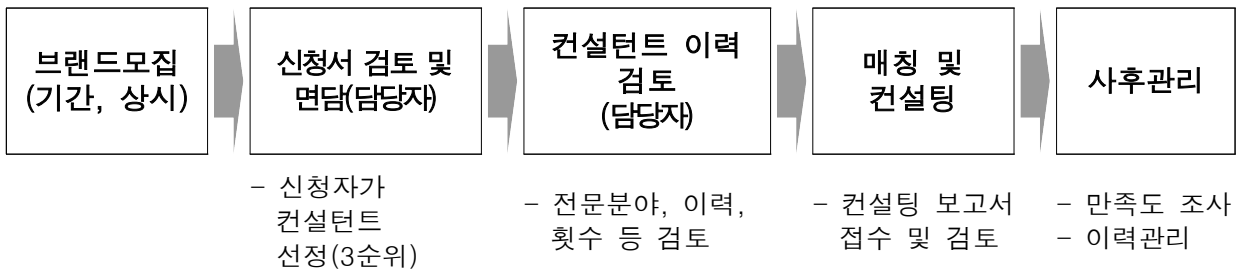 브랜드모집
(기간, 상시)
신청서 검토 및
면담(담당자)
- 신청자가
컨설턴트
선정(3순위)
컨설턴트 이력
검토
(담당자)
- 전문분야, 이력,
횟수 등 검토
매칭 및
컨설팅
- 컨설팅 보고서
접수 및 검토
사후관리
- 만족도 조사
- 이력관리